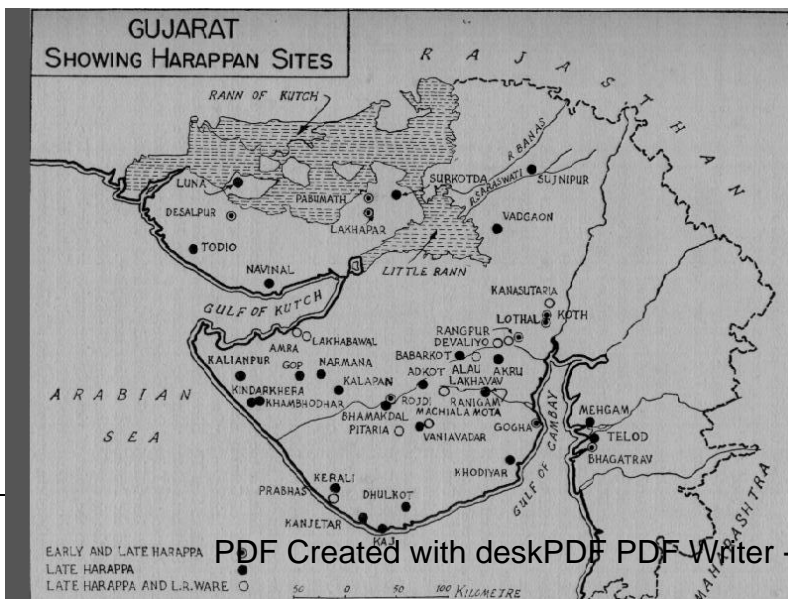 GUJARAT
SHOWING HARAPPAN SITES
RAJASTHAN
RANN OF KUTCH
R BANAS
R.SARASWATI
LUNA
PABUMATH
SURKOTDA
SUJNIPUR
DESALPUR
LAKHAPAR
VADGAON
TODIO
LITTLE RANN
NAVINAL
KANASUTARIA
GULF OF KUTCH
LOTHAL
KOTH
RANGPUR
DEVALIYO
AMRA
LAKHABAWAL
BABARKOT
ALAU
AKRU
KALIANPUR
GOP
NARMANA
ADKOT
LAKHAVAV
KINDARKHERA
KALAPAN
RANIGAM
ARABIAN
SEA
KHAMBHODHAR
ROJDI
BHAMAKDAL
MACHIALA MOTA
PITARIA
VANIAVADAR
GOGHA
MEHGAM
TELOD
BHAGATRAV
GULF OF CAMBAY
KHODIYAR
KERALI
PRABHAS
DHULKOT
KANJETAR
KAJ
MAHARASHTRA
EARLY AND LATE HARAPPA
LATE HARAPPA
LATE HARAPPA AND L.R.WARE
PDF Created with deskPDF PDF Writer -
50 0 50 100 KILOMETRE